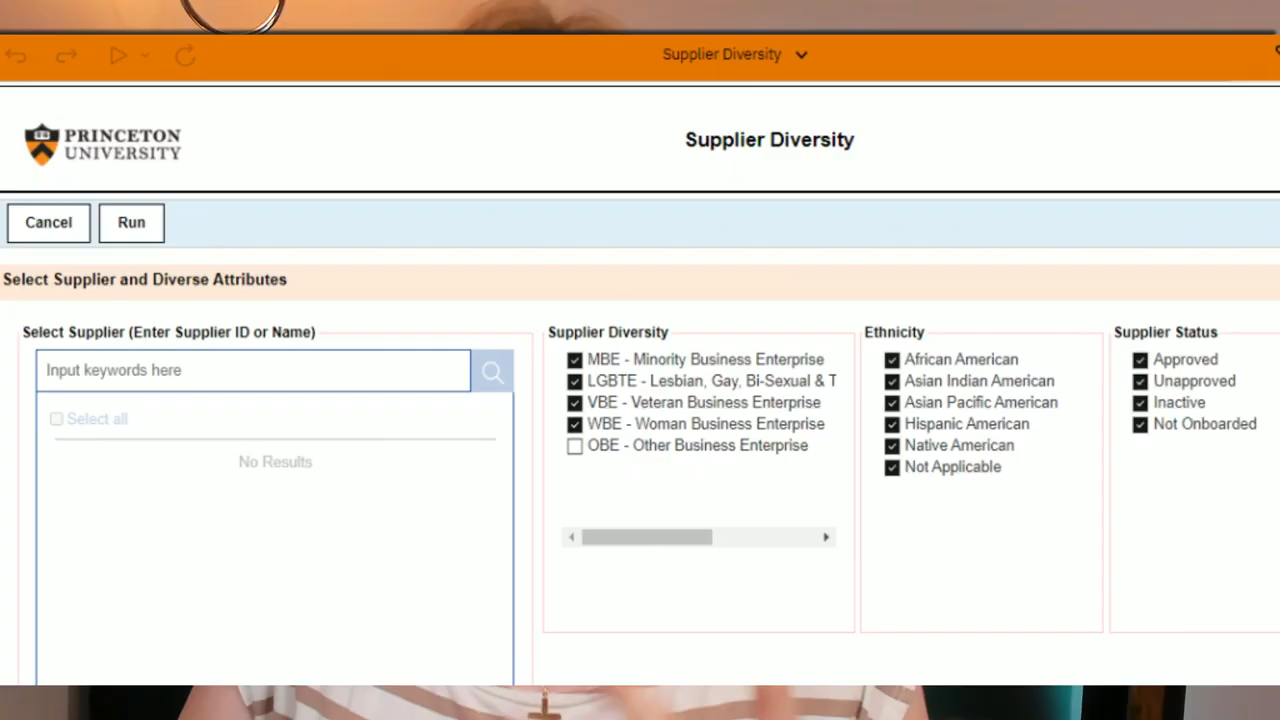 Supplier Diversity
PRINCETON
UNIVERSITY
Supplier Diversity
Cancel
Run
Select Supplier and Diverse Attributes
Select Supplier (Enter Supplier ID or Name)
Input keywords here
Select all
No Results
Supplier Diversity
MBE - Minority Business Enterprise
LGBTE - Lesbian, Gay, Bi-Sexual & T
VBE - Veteran Business Enterprise
WBE - Woman Business Enterprise
OBE - Other Business Enterprise
Ethnicity
African American
Asian Indian American
Asian Pacific American
Hispanic American
Native American
Not Applicable
Supplier Status
Approved
Unapproved
Inactive
Not Onboarded